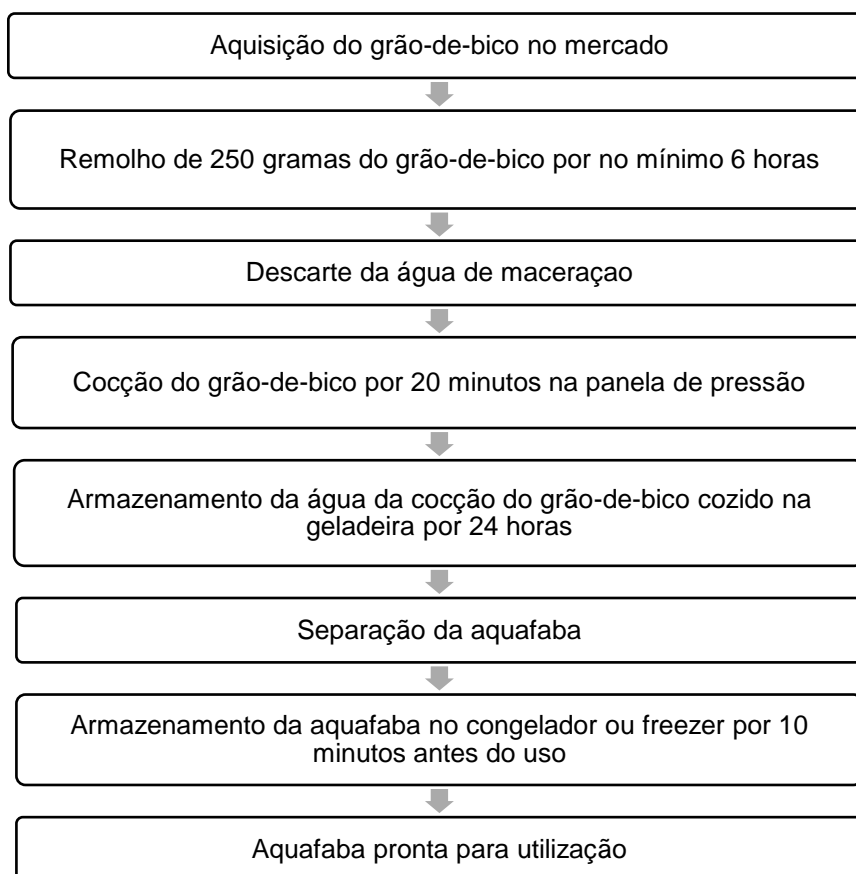 Aquisição do grão-de-bico no mercado
Remolho de 250 gramas do grão-de-bico por no mínimo 6 horas
Descarte da água de maceraçao
Cocção do grão-de-bico por 20 minutos na panela de pressão
Armazenamento da água da cocção do grão-de-bico cozido na
geladeira por 24 horas
Separação da aquafaba
Armazenamento da aquafaba no congelador ou freezer por 10
minutos antes do uso
Aquafaba pronta para utilização